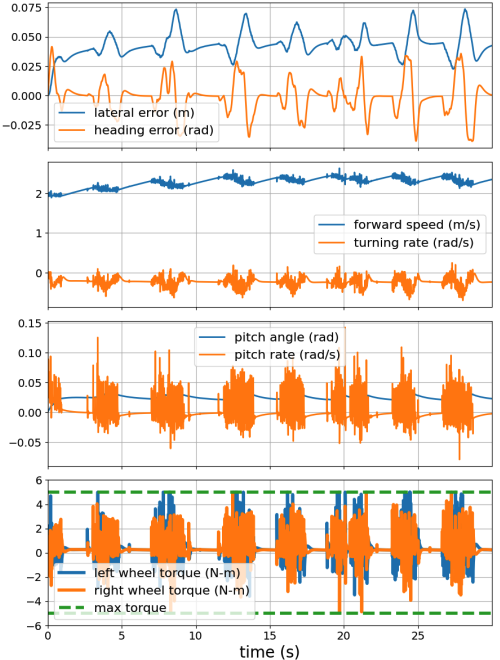 0.075
0.050
0.025
0.000
−0.025
lateral error (m)
heading error (rad)
2
1
0
forward speed (m/s)
turning rate (rad/s)
0.15
0.10
0.05
0.00
−0.05
pitch angle (rad)
pitch rate (rad/s)
6
4
2
0
−2
−4
−6
left wheel torque (N-m)
right wheel torque (N-m)
max torque
0 5 10 15 20 25
time (s)